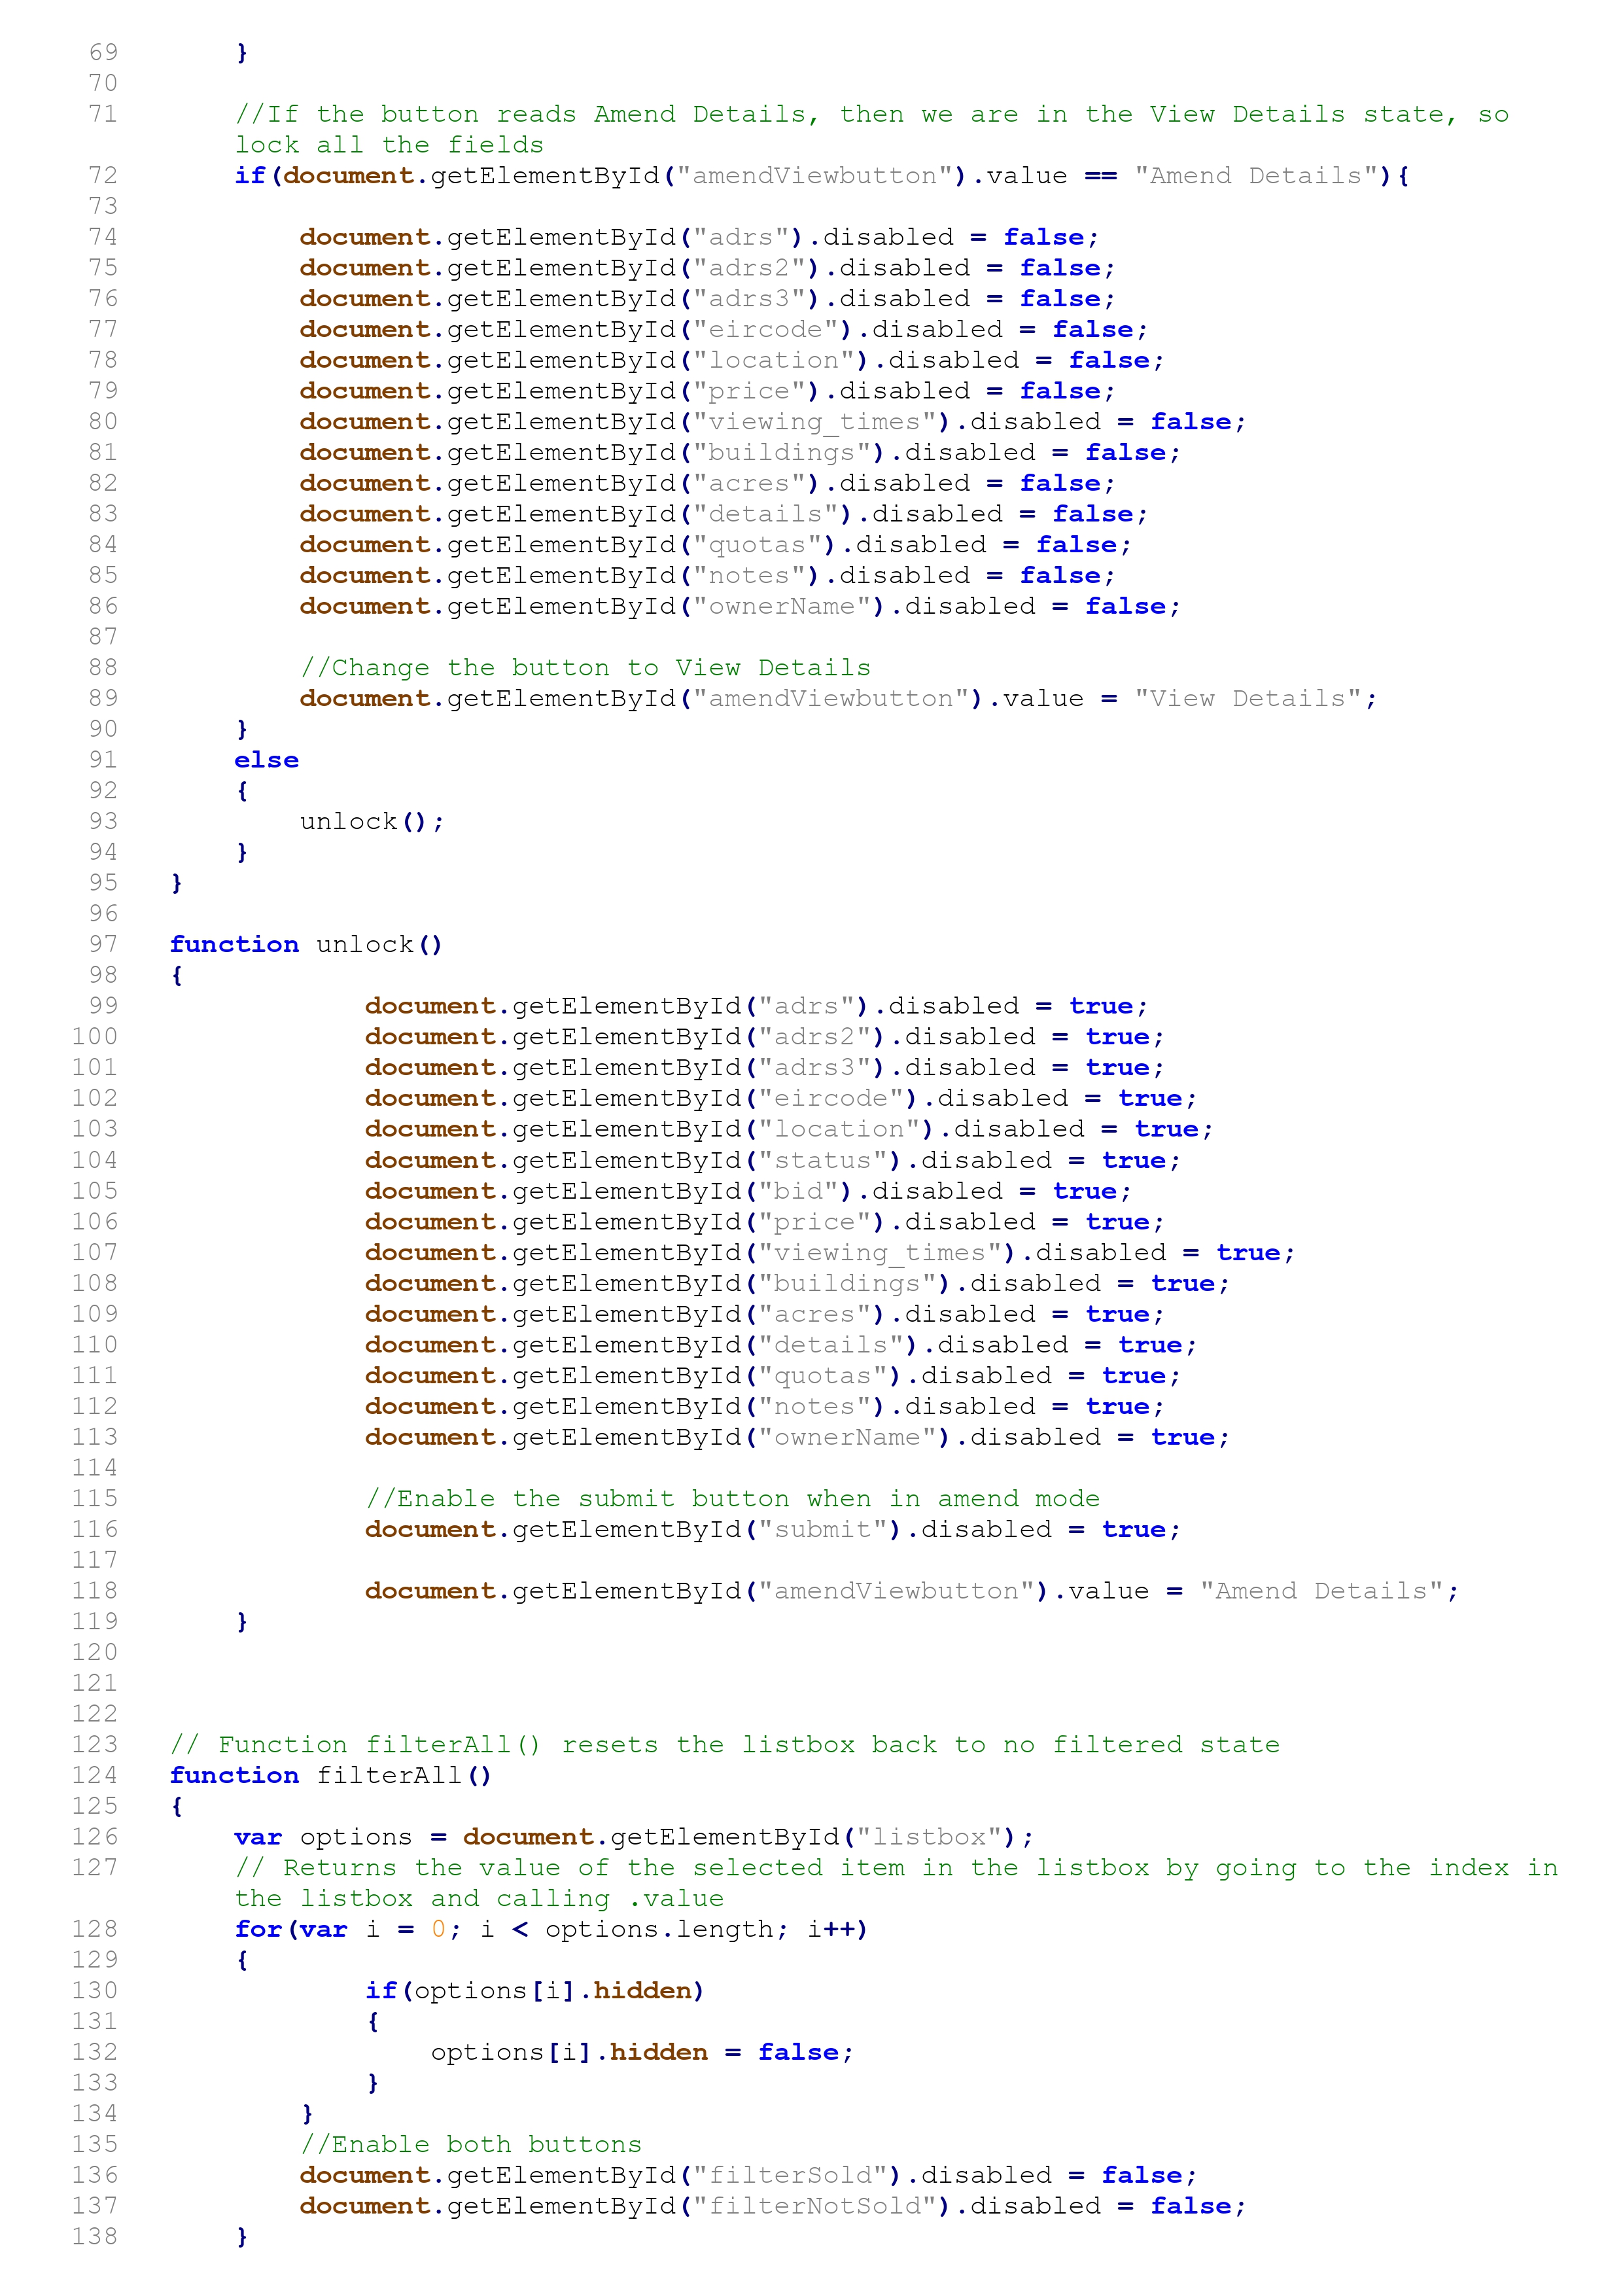 69 }
70
71 //If the button reads Amend Details, then we are in the View Details state, so
lock all the fields
72 if(document.getElementById("amendViewbutton").value == "Amend Details"){
73
74 document.getElementById("adrs").disabled = false;
75 document.getElementById("adrs2").disabled = false;
76 document.getElementById("adrs3").disabled = false;
77 document.getElementById("eircode").disabled = false;
78 document.getElementById("location").disabled = false;
79 document.getElementById("price").disabled = false;
80 document.getElementById("viewing_times").disabled = false;
81 document.getElementById("buildings").disabled = false;
82 document.getElementById("acres").disabled = false;
83 document.getElementById("details").disabled = false;
84 document.getElementById("quotas").disabled = false;
85 document.getElementById("notes").disabled = false;
86 document.getElementById("ownerName").disabled = false;
87
88 //Change the button to View Details
89 document.getElementById("amendViewbutton").value = "View Details";
90 }
91 else
92 {
93 unlock();
94 }
95 }
96
97 function unlock()
98 {
99 document.getElementById("adrs").disabled = true;
100 document.getElementById("adrs2").disabled = true;
101 document.getElementById("adrs3").disabled = true;
102 document.getElementById("eircode").disabled = true;
103 document.getElementById("location").disabled = true;
104 document.getElementById("status").disabled = true;
105 document.getElementById("bid").disabled = true;
106 document.getElementById("price").disabled = true;
107 document.getElementById("viewing_times").disabled = true;
108 document.getElementById("buildings").disabled = true;
109 document.getElementById("acres").disabled = true;
110 document.getElementById("details").disabled = true;
111 document.getElementById("quotas").disabled = true;
112 document.getElementById("notes").disabled = true;
113 document.getElementById("ownerName").disabled = true;
114
115 //Enable the submit button when in amend mode
116 document.getElementById("submit").disabled = true;
117
118 document.getElementById("amendViewbutton").value = "Amend Details";
119 }
120
121
122
123 // Function filterAll() resets the listbox back to no filtered state
124 function filterAll()
125 {
126 var options = document.getElementById("listbox");
127 // Returns the value of the selected item in the listbox by going to the index in
the listbox and calling .value
128 for(var i = 0; i < options.length; i++)
129 {
130 if(options[i].hidden)
131 {
132 options[i].hidden = false;
133 }
134 }
135 //Enable both buttons
136 document.getElementById("filterSold").disabled = false;
137 document.getElementById("filterNotSold").disabled = false;
138 }